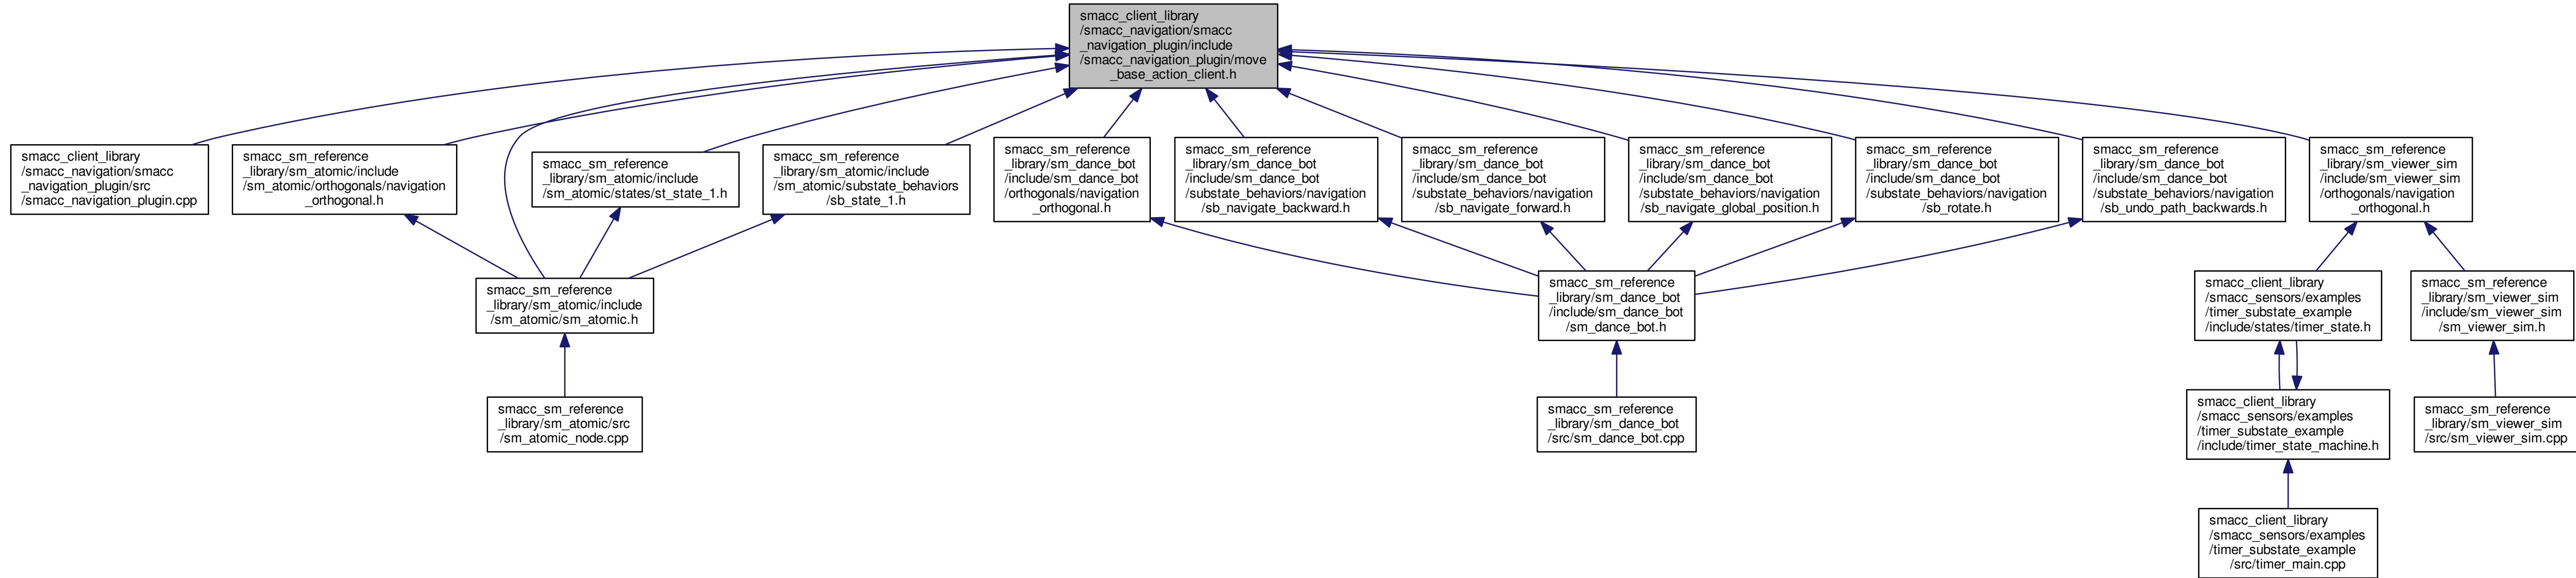 smacc_client_library
/smacc_navigation/smacc
_navigation_plugin/include
/smacc_navigation_plugin/move
_base_action_client.h
smacc_client_library
/smacc_navigation/smacc
_navigation_plugin/src
/smacc_navigation_plugin.cpp
smacc_sm_reference
_library/sm_atomic/include
/sm_atomic/orthogonals/navigation
_orthogonal.h
smacc_sm_reference
_library/sm_atomic/include
/sm_atomic/states/st_state_1.h
smacc_sm_reference
_library/sm_atomic/include
/sm_atomic/substate_behaviors
/sb_state_1.h
smacc_sm_reference
_library/sm_dance_bot
/include/sm_dance_bot
/orthogonals/navigation
_orthogonal.h
smacc_sm_reference
_library/sm_dance_bot
/include/sm_dance_bot
/substate_behaviors/navigation
/sb_navigate_backward.h
smacc_sm_reference
_library/sm_dance_bot
/include/sm_dance_bot
/substate_behaviors/navigation
/sb_navigate_forward.h
smacc_sm_reference
_library/sm_dance_bot
/include/sm_dance_bot
/substate_behaviors/navigation
/sb_navigate_global_position.h
smacc_sm_reference
_library/sm_dance_bot
/include/sm_dance_bot
/substate_behaviors/navigation
/sb_rotate.h
smacc_sm_reference
_library/sm_dance_bot
/include/sm_dance_bot
/substate_behaviors/navigation
/sb_undo_path_backwards.h
smacc_sm_reference
_library/sm_viewer_sim
/include/sm_viewer_sim
/orthogonals/navigation
_orthogonal.h
smacc_sm_reference
_library/sm_atomic/include
/sm_atomic/sm_atomic.h
smacc_sm_reference
_library/sm_dance_bot
/include/sm_dance_bot
/sm_dance_bot.h
smacc_client_library
/smacc_sensors/examples
/timer_substate_example
/include/states/timer_state.h
smacc_sm_reference
_library/sm_viewer_sim
/include/sm_viewer_sim
/sm_viewer_sim.h
smacc_sm_reference
_library/sm_atomic/src
/sm_atomic_node.cpp
smacc_sm_reference
_library/sm_dance_bot
/src/sm_dance_bot.cpp
smacc_client_library
/smacc_sensors/examples
/timer_substate_example
/include/timer_state_machine.h
smacc_sm_reference
_library/sm_viewer_sim
/src/sm_viewer_sim.cpp
smacc_client_library
/smacc_sensors/examples
/timer_substate_example
/src/timer_main.cpp